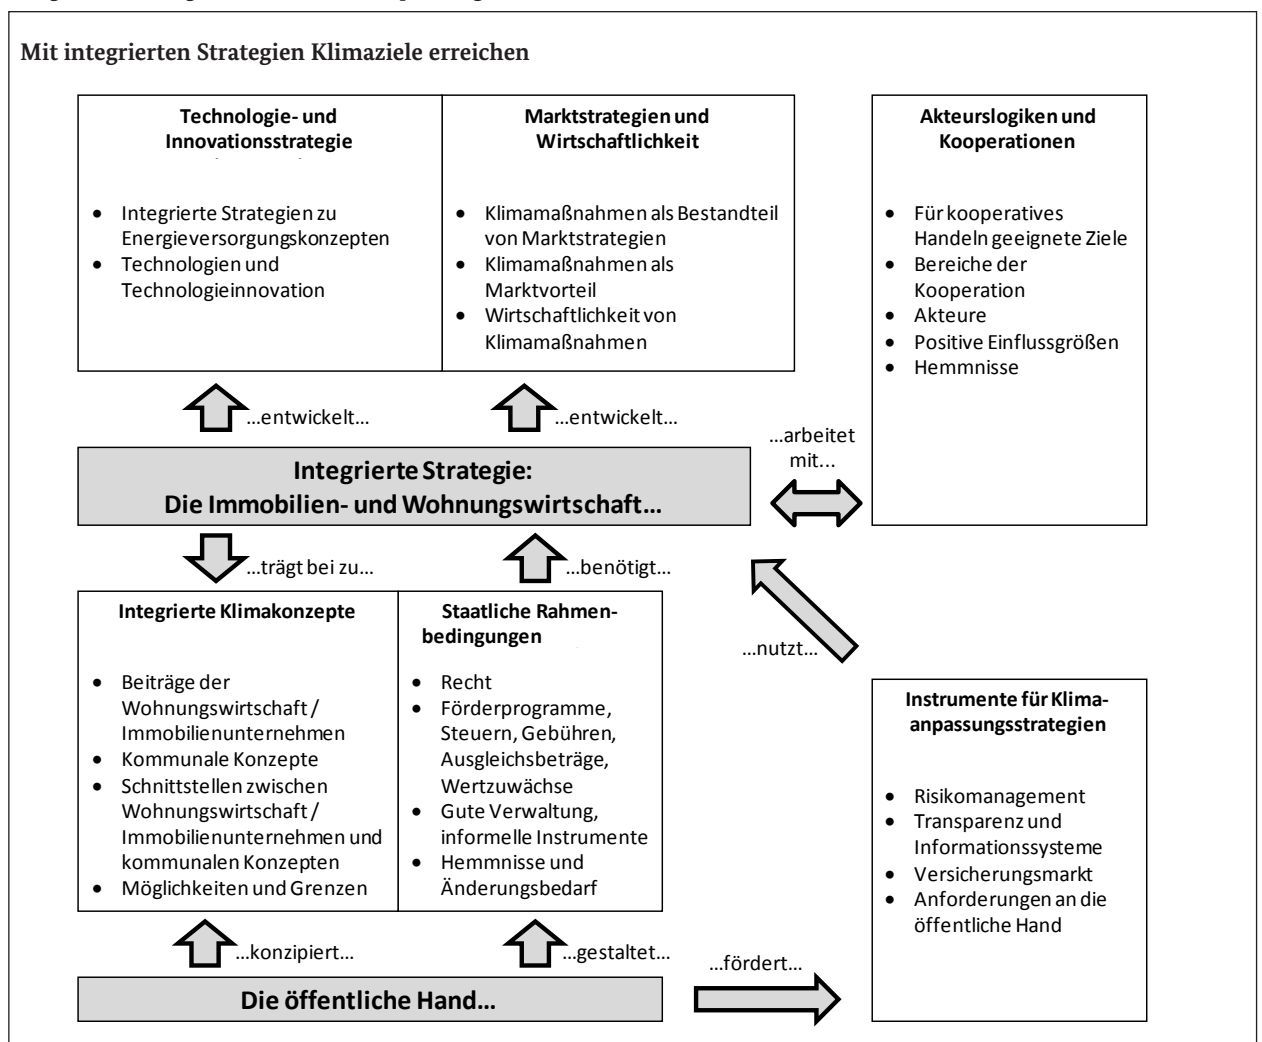 Mit integrierten Strategien Klimaziele erreichen
Technologie- und
Innovationsstrategie
• Integrierte Strategien zu
Energieversorgungskonzepten
• Technologien und
Technologieinnovation
Marktstrategien und
Wirtschaftlichkeit
• Klimamaßnahmen als Bestandteil
von Marktstrategien
• Klimamaßnahmen als
Marktvorteil
• Wirtschaftlichkeit von
Klimamaßnahmen
Akteurslogiken und
Kooperationen
• Für kooperatives
Handeln geeignete Ziele
• Bereiche der
Kooperation
• Akteure
• Positive Einflussgrößen
• Hemmnisse
...entwickelt...
...entwickelt...
...arbeitet
mit...
Integrierte Strategie:
Die Immobilien- und Wohnungswirtschaft...
...trägt bei zu...
...benötigt...
...nutzt...
Integrierte Klimakonzepte
• Beiträge der
Wohnungswirtschaft /
Immobilienunternehmen
• Kommunale Konzepte
• Schnittstellen zwischen
Wohnungswirtschaft /
Immobilienunternehmen und
kommunalen Konzepten
• Möglichkeiten und Grenzen
Staatliche Rahmen-
bedingungen
• Recht
• Förderprogramme,
Steuern, Gebühren,
Ausgleichsbeträge,
Wertzuwächse
• Gute Verwaltung,
informelle Instrumente
• Hemmnisse und
Änderungsbedarf
Instrumente für Klima-
anpassungsstrategien
• Risikomanagement
• Transparenz und
Informationssysteme
• Versicherungsmarkt
• Anforderungen an die
öffentliche Hand
...konzipiert...
...gestaltet...
...fördert...
Die öffentliche Hand...